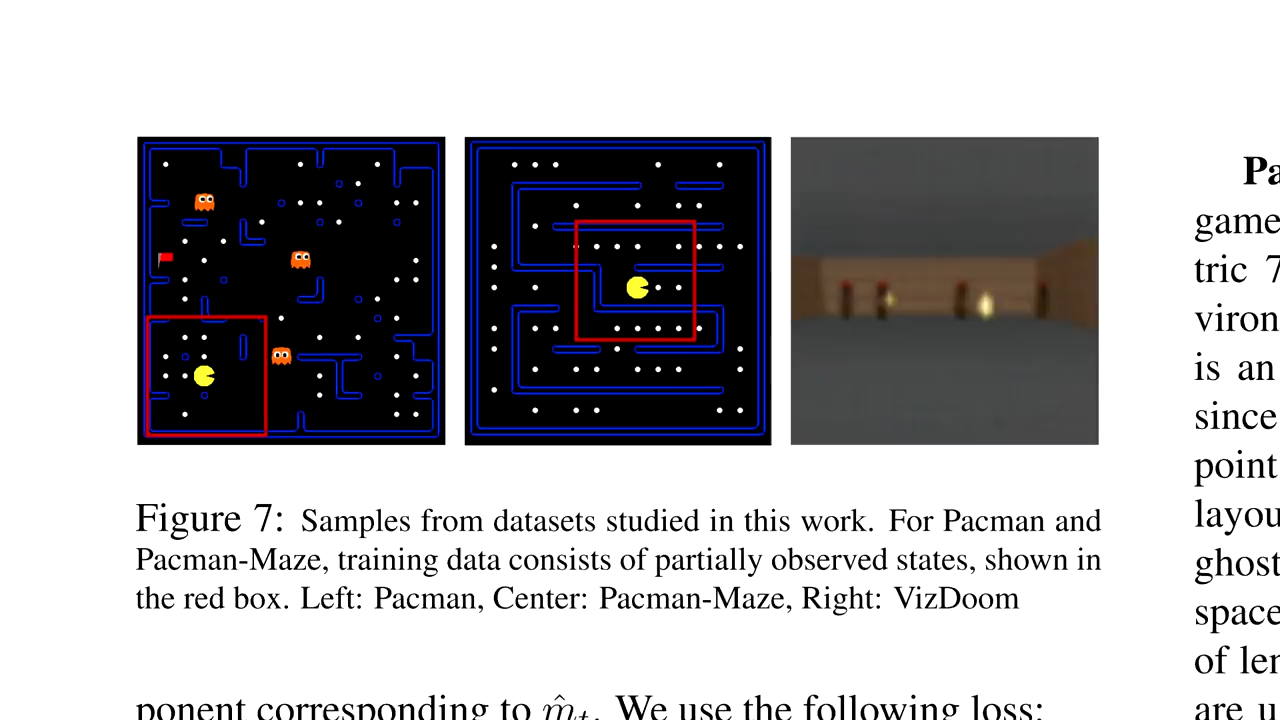 Figure 7: Samples from datasets studied in this work. For Pacman and
Pacman-Maze, training data consists of partially observed states, shown in
the red box. Left: Pacman, Center: Pacman-Maze, Right: VizDoom
ponent corresponding to m̂ₜ. We use the following loss:
Pa
game
tric 7
viron
is an
since
point
layou
ghost
space
of len
are u